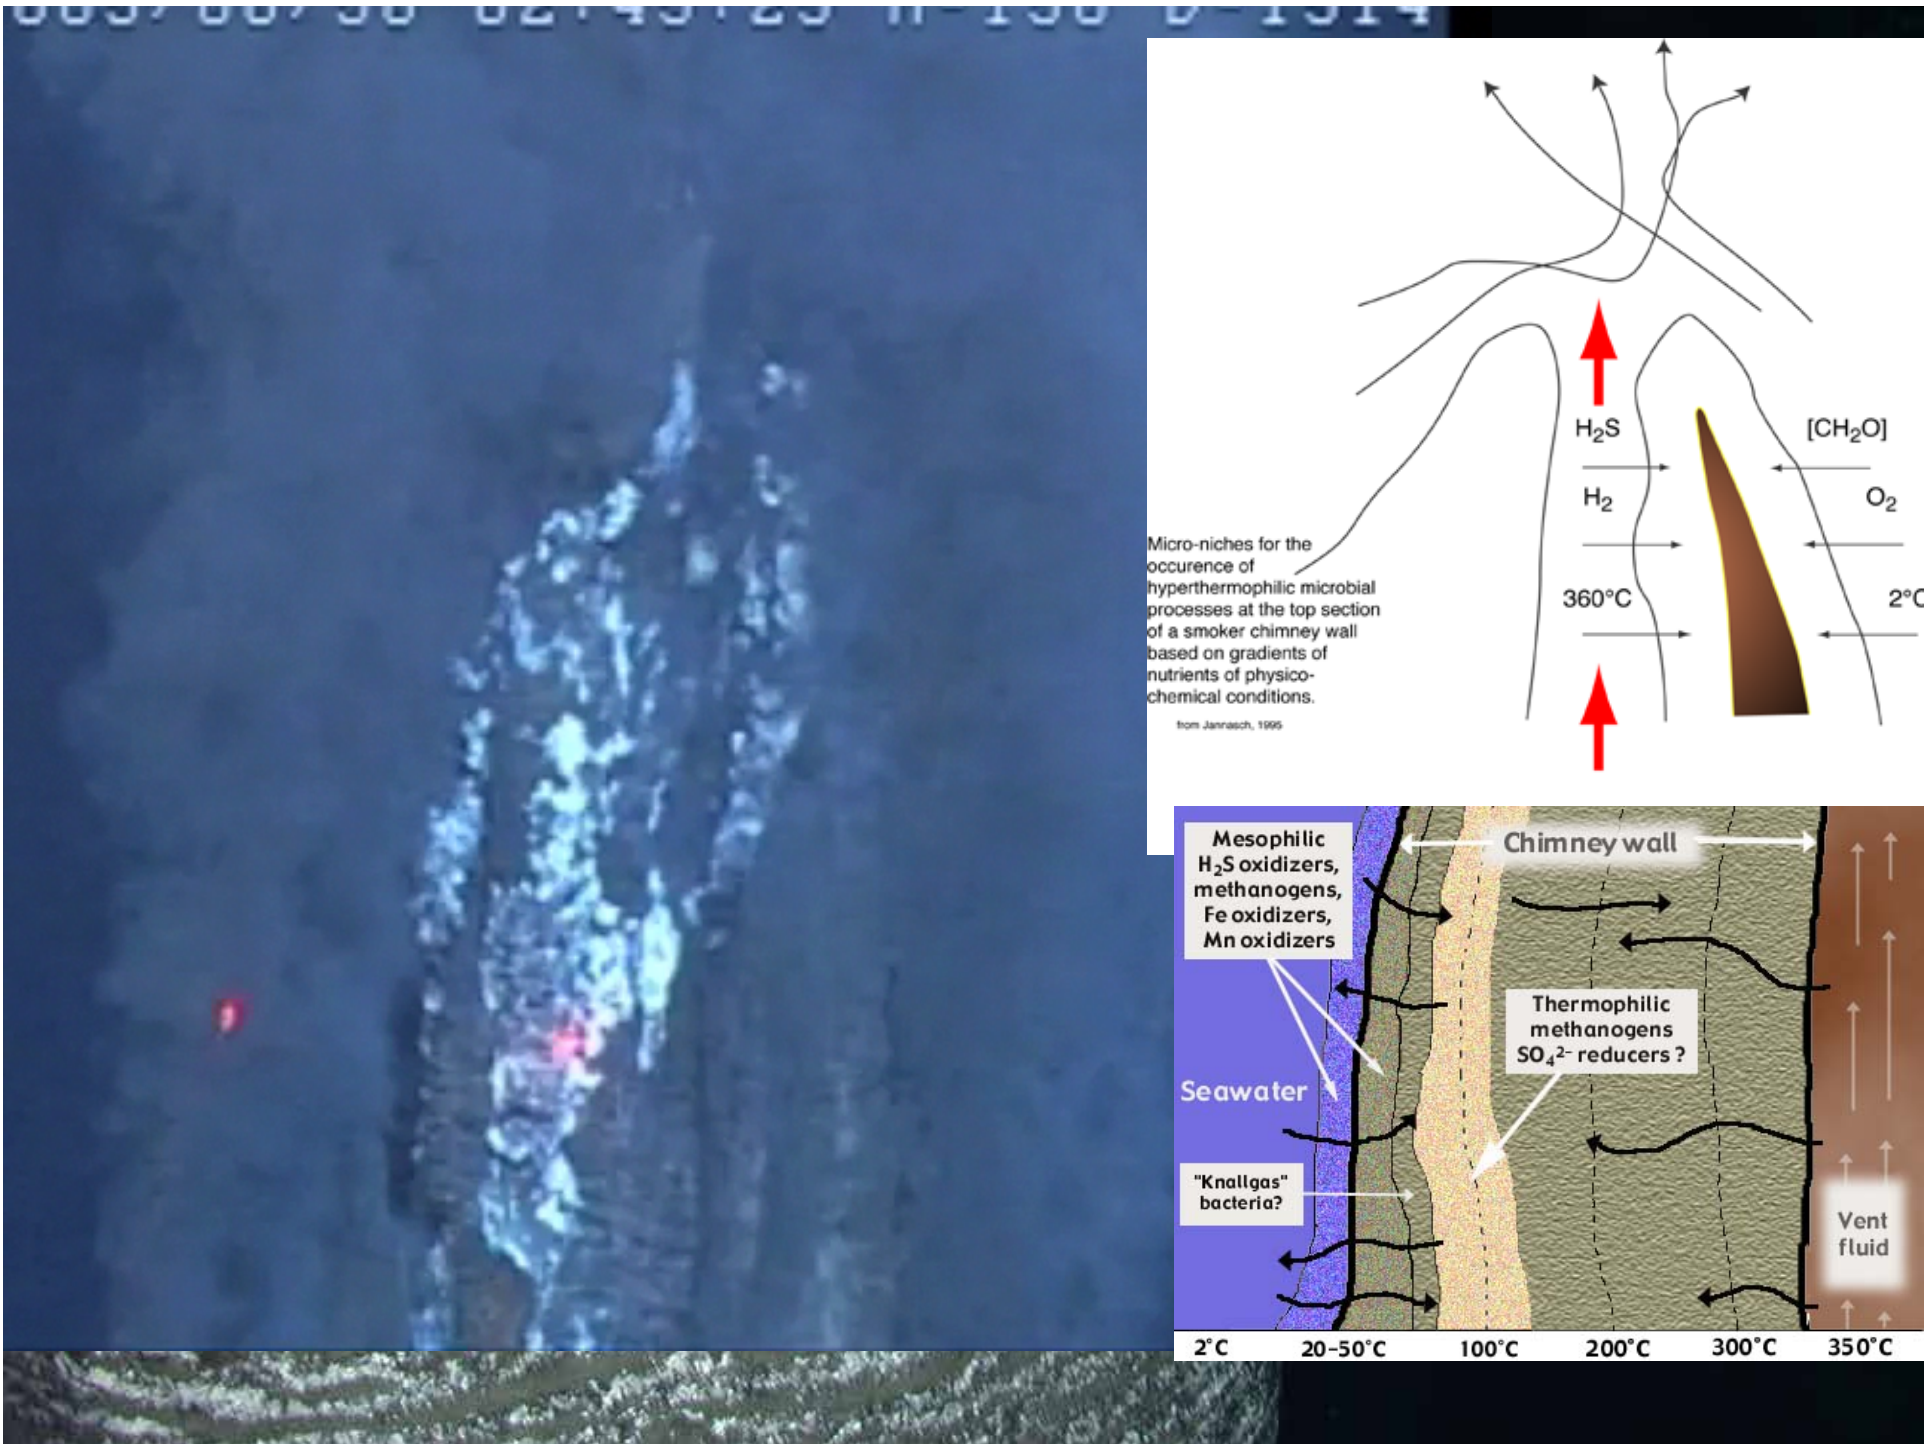 H₂S
[CH₂O]
H₂
O₂
360°C
Micro-niches for the
occurence of
hyperthermophilic microbial
processes at the top section
of a smoker chimney wall
based on gradients of
nutrients of physico-
chemical conditions.
from Jannasch, 1995
Mesophilic
H₂S oxidizers,
methanogens,
Fe oxidizers,
Mn oxidizers
Chimney wall
Thermophilic
methanogens
SO₄²⁻ reducers ?
Seawater
"Knallgas"
bacteria?
Vent
fluid
2°C 20–50°C 100°C 200°C 300°C 350°C